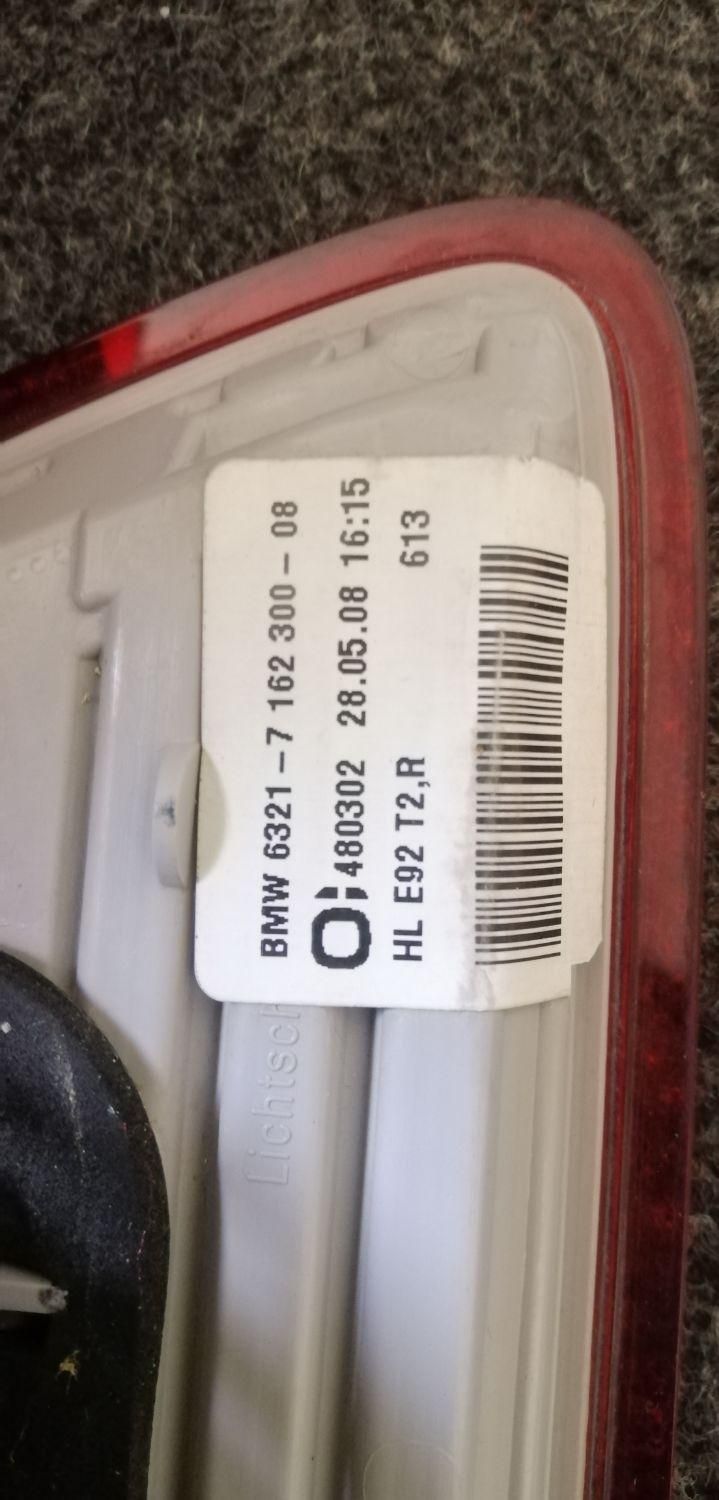 BMW 6321-7 162 300-08
480302 28.05.08 16:15
HL E92 T2,R 613
Lichtsch